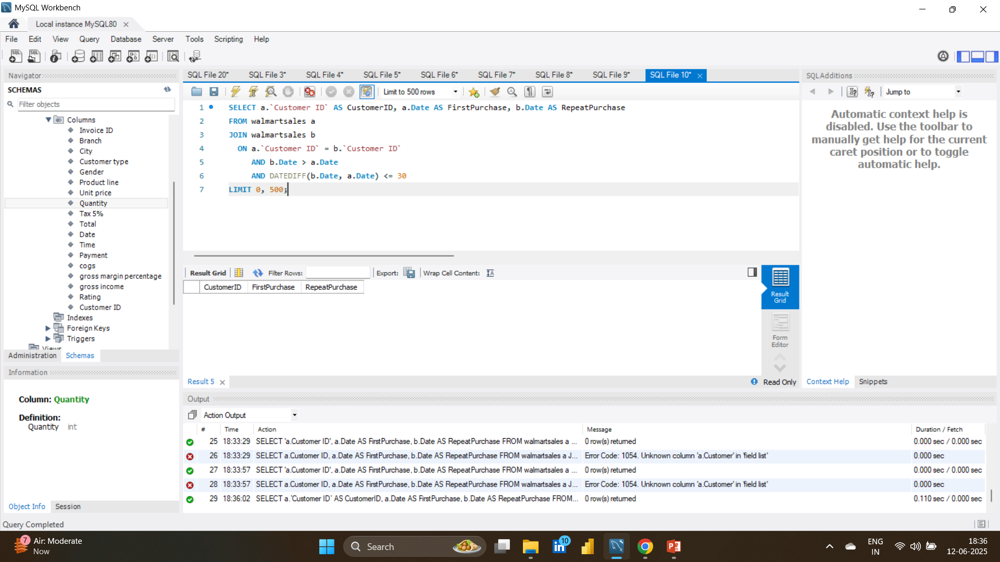 MySQL Workbench
Local instance MySQL80
File Edit View Query Database Server Tools Scripting Help
Navigator
SCHEMAS
Filter objects
Columns
Invoice ID
Branch
City
Customer type
Gender
Product line
Unit price
Quantity
Tax 5%
Total
Date
Time
Payment
cogs
gross margin percentage
gross income
Rating
Customer ID
Indexes
Foreign Keys
Triggers
Views
Administration Schemas
Information
Column: Quantity
Definition:
Quantity int
Object Info Session
Query Completed
SQL File 20* SQL File 3* SQL File 4* SQL File 5* SQL File 6* SQL File 7* SQL File 8* SQL File 9* SQL File 10*
Limit to 500 rows
1 SELECT a.`Customer ID` AS CustomerID, a.Date AS FirstPurchase, b.Date AS RepeatPurchase
2 FROM walmartsales a
3 JOIN walmartsales b
4 ON a.`Customer ID` = b.`Customer ID`
5 AND b.Date > a.Date
6 AND DATEDIFF(b.Date, a.Date) <= 30
7 LIMIT 0, 500;
Result Grid Filter Rows: Export: Wrap Cell Content:
CustomerID FirstPurchase RepeatPurchase
Result Grid
Form Editor
Result 5
Read Only
SQLAdditions
Jump to
Automatic context help is
disabled. Use the toolbar to
manually get help for the current
caret position or to toggle
automatic help.
Context Help Snippets
Output
Action Output
# Time Action Message Duration / Fetch
25 18:33:29 SELECT 'a.Customer ID', a.Date AS FirstPurchase, b.Date AS RepeatPurchase FROM walmartsales a ... 0 row(s) returned 0.000 sec / 0.000 sec
26 18:33:29 SELECT a.Customer ID, a.Date AS FirstPurchase, b.Date AS RepeatPurchase FROM walmartsales a J... Error Code: 1054. Unknown column 'a.Customer' in 'field list' 0.000 sec
27 18:33:57 SELECT 'a.Customer ID', a.Date AS FirstPurchase, b.Date AS RepeatPurchase FROM walmartsales a ... 0 row(s) returned 0.000 sec / 0.000 sec
28 18:33:57 SELECT a.Customer ID, a.Date AS FirstPurchase, b.Date AS RepeatPurchase FROM walmartsales a J... Error Code: 1054. Unknown column 'a.Customer' in 'field list' 0.000 sec
29 18:36:02 SELECT a.`Customer ID` AS CustomerID, a.Date AS FirstPurchase, b.Date AS RepeatPurchase FROM... 0 row(s) returned 0.110 sec / 0.000 sec
7
Air: Moderate
Now
Search
10
ENG
IN
18:36
12-06-2025